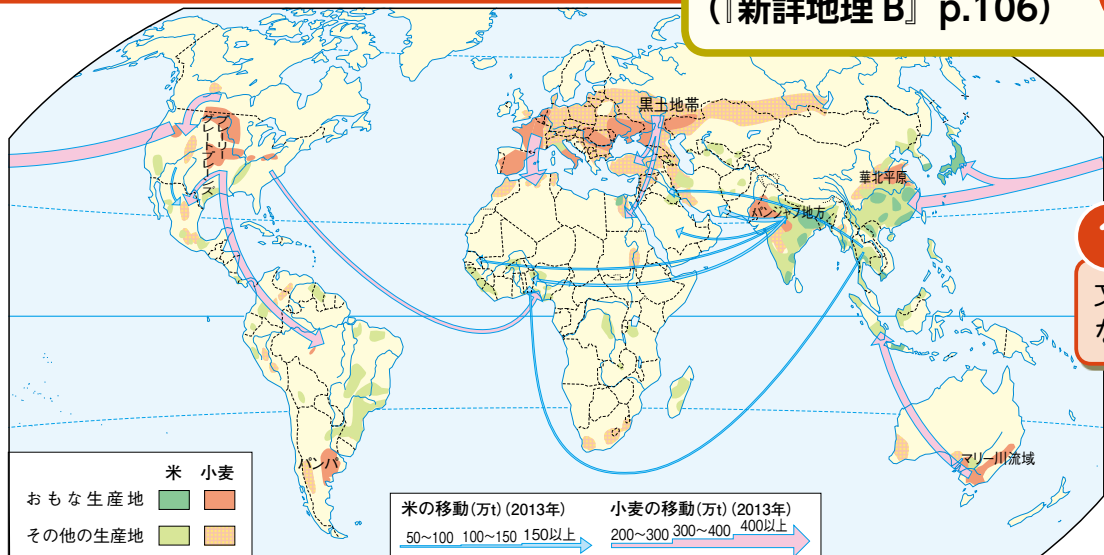 （『新詳地理B』p.106）
黒土地帯
プレーリー
グレートプレーンズ
華北平原
パンジャブ地方
パンパ
マリー川流域
米 小麦
おもな生産地
その他の生産地
米の移動(万t)(2013年)
50~100 100~150 150以上
小麦の移動(万t)(2013年)
200~300 300~400 400以上